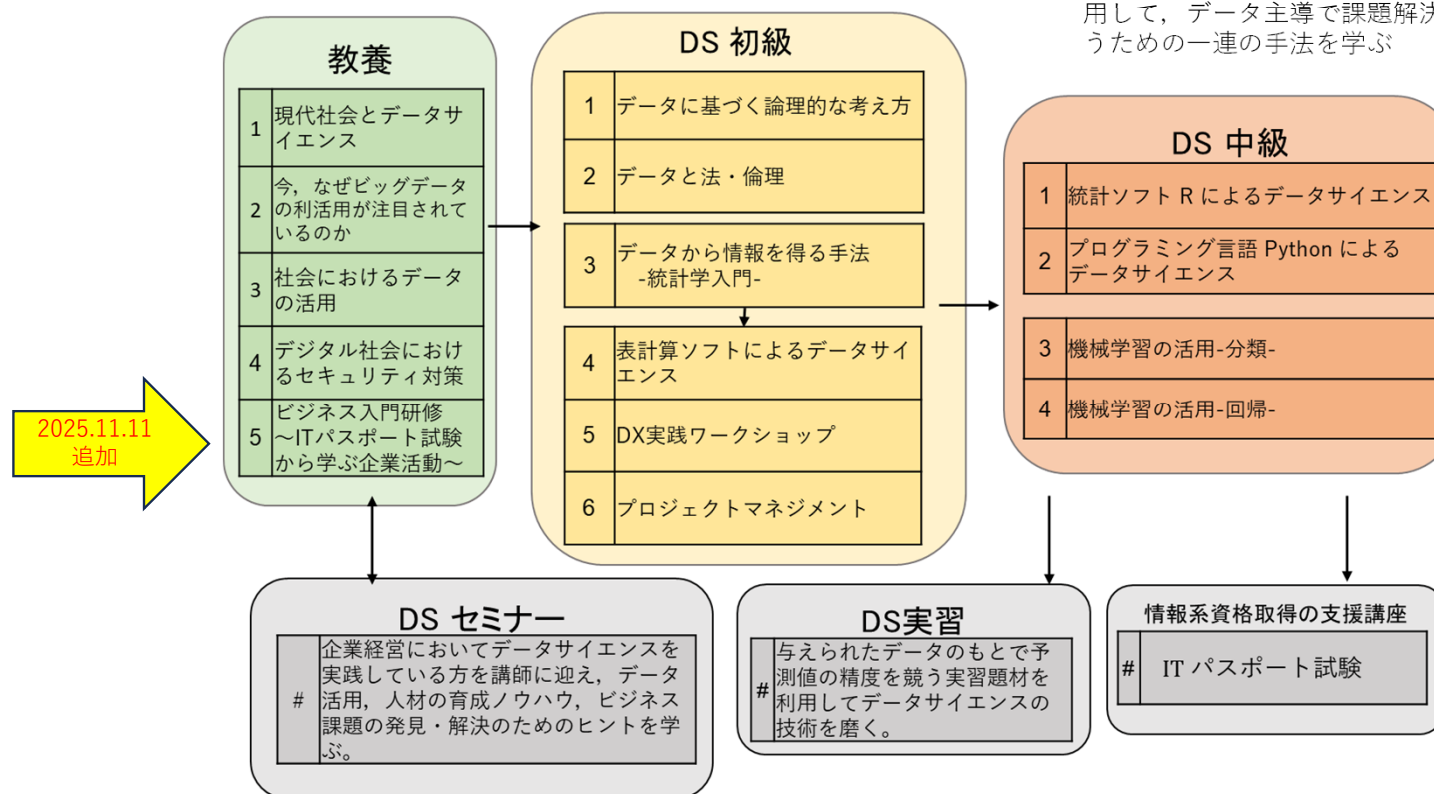 用して，データ主導で課題解決
うための一連の手法を学ぶ
教養
1
現代社会とデータサ
イエンス
2
今，なぜビッグデータ
の利活用が注目されて
いるのか
3
社会におけるデータ
の活用
4
デジタル社会におけ
るセキュリティ対策
5
ビジネス入門研修
～ITパスポート試験
から学ぶ企業活動～
2025.11.11
追加
DS 初級
1
データに基づく論理的な考え方
2
データと法・倫理
3
データから情報を得る手法
-統計学入門-
4
表計算ソフトによるデータサイ
エンス
5
DX実践ワークショップ
6
プロジェクトマネジメント
DS 中級
1
統計ソフト R によるデータサイエンス
2
プログラミング言語 Python による
データサイエンス
3
機械学習の活用-分類-
4
機械学習の活用-回帰-
DS セミナー
#
企業経営においてデータサイエンスを
実践している方を講師に迎え，データ
活用，人材の育成ノウハウ，ビジネス
課題の発見・解決のためのヒントを学
ぶ。
DS実習
#
与えられたデータのもとで予
測値の精度を競う実習題材を
利用してデータサイエンスの
技術を磨く。
情報系資格取得の支援講座
#
IT パスポート試験